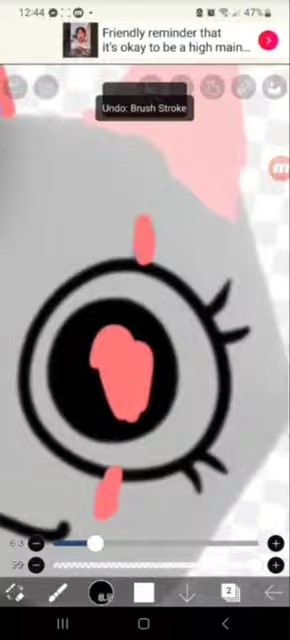 12:44
47%
Friendly reminder that
it's okay to be a high main...
Undo: Brush Stroke
m
6.3
99
2